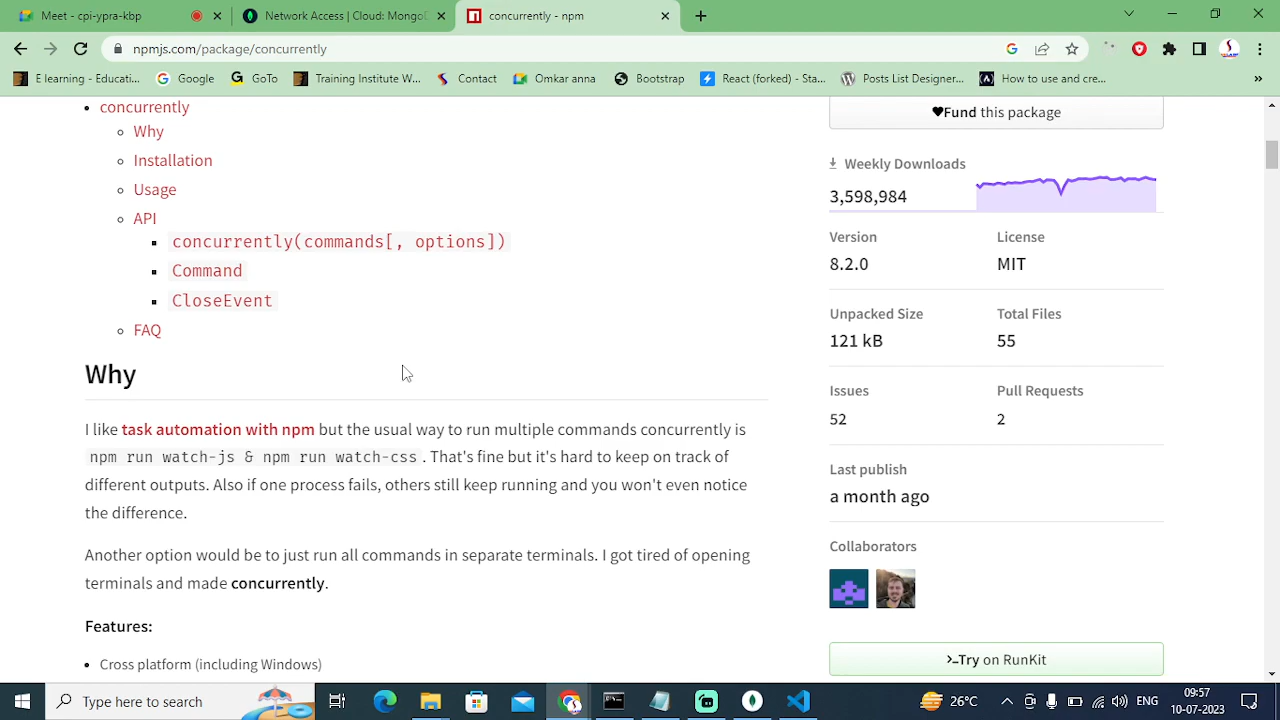 Meet - cpi-ypra-kbp
Network Access | Cloud: MongoD
concurrently - npm
npmjs.com/package/concurrently
E learning - Educati...
Google
GoTo
Training Institute W...
Contact
Omkar anna
Bootstrap
React (forked) - Sta...
Posts List Designer...
How to use and cre...
»
concurrently
Why
Installation
Usage
API
concurrently(commands[, options])
Command
CloseEvent
FAQ
Why
I like task automation with npm but the usual way to run multiple commands concurrently is
npm run watch-js & npm run watch-css . That's fine but it's hard to keep on track of
different outputs. Also if one process fails, others still keep running and you won't even notice
the difference.
Another option would be to just run all commands in separate terminals. I got tired of opening
terminals and made concurrently.
Features:
Cross platform (including Windows)
Fund this package
Weekly Downloads
3,598,984
Version
License
8.2.0
MIT
Unpacked Size
Total Files
121 kB
55
Issues
Pull Requests
52
2
Last publish
a month ago
Collaborators
Try on RunKit
Type here to search
26°C
ENG
09:57
10-07-2023